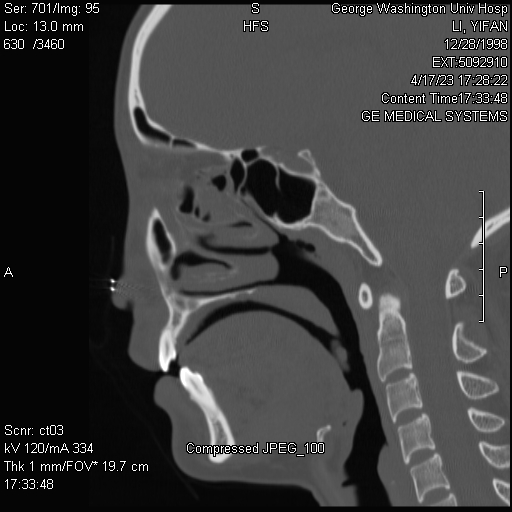 Ser: 701/Img: 95
Loc: 13.0 mm
630 /3460
S
HFS
George Washington Univ Hosp
LI, YIFAN
12/28/1998
EXT:5092910
4/17/23 17:28:22
Content Time17:33:48
GE MEDICAL SYSTEMS
A
P
Scnr: ct03
kV 120/mA 334
Thk 1 mm/FOV* 19.7 cm
17:33:48
Compressed JPEG_100